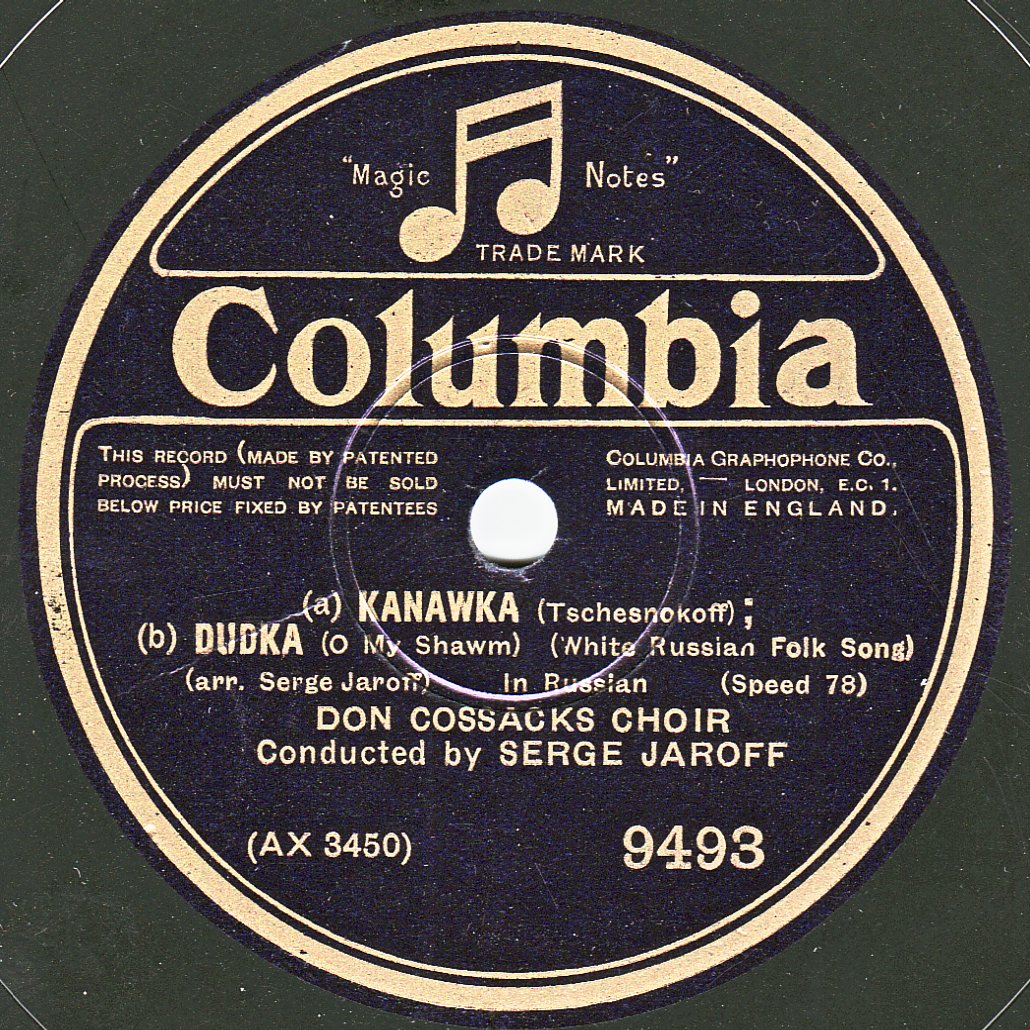 "Magic Notes"
TRADE MARK
Columbia
THIS RECORD (MADE BY PATENTED
PROCESS) MUST NOT BE SOLD
BELOW PRICE FIXED BY PATENTEES
COLUMBIA GRAPHOPHONE CO.,
LIMITED, — LONDON, E.C. 1.
MADE IN ENGLAND.
(a) KANAWKA (Tschesnokoff);
(b) DUDKA (O My Shawm) (White Russian Folk Song)
(arr. Serge Jaroff) In Russian (Speed 78)
DON COSSACKS CHOIR
Conducted by SERGE JAROFF
(AX 3450) 9493